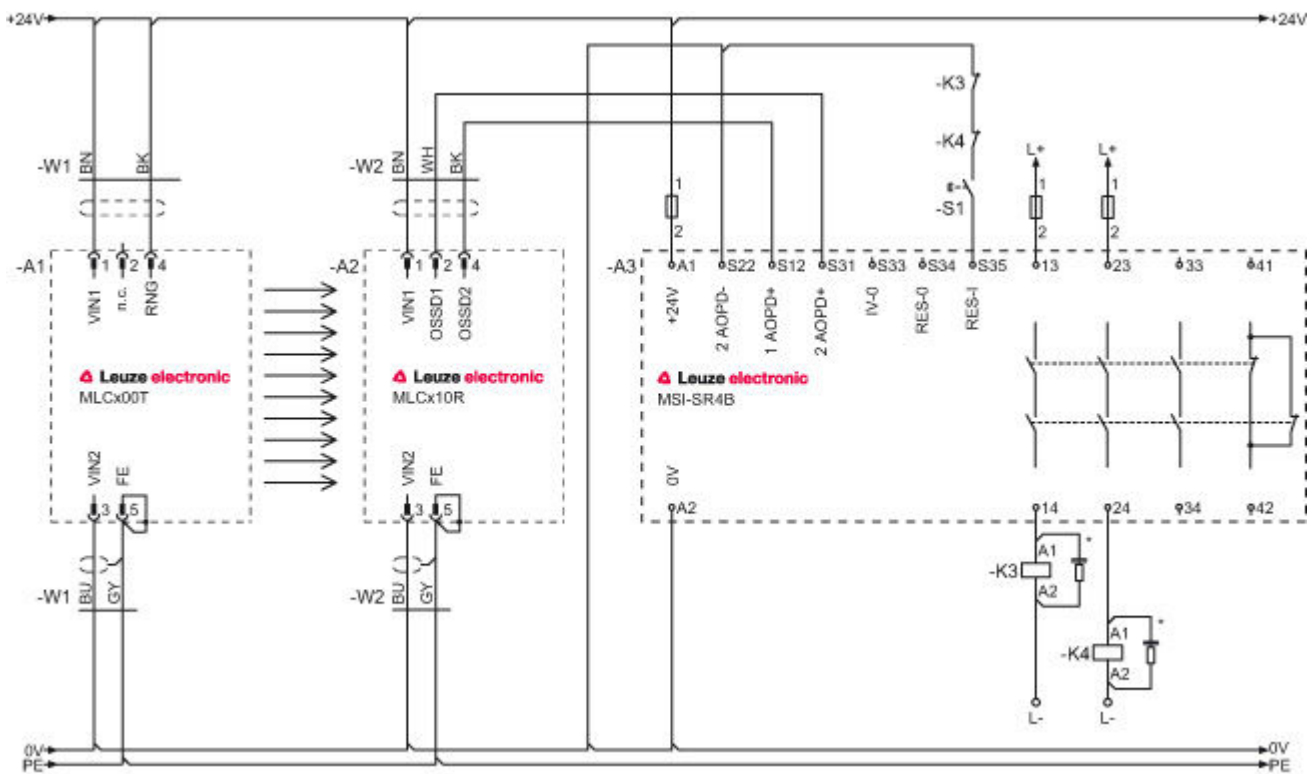 +24V +24V
-K3
-K4
-W1 BN BK -W2 BN WH BK
L+ L+
1 1 1
E- -S1
2 2 2
-A1 1 2 4 -A2 1 2 4 -A3 A1 S22 S12 S31 S33 S34 S35 13 23 33 41
VIN1 n.c. RNG VIN1 OSSD1 OSSD2 +24V 2 AOPD- 1 AOPD+ 2 AOPD+ IV-0 RES-0 RES-I
Leuze electronic Leuze electronic Leuze electronic
MLCx00T MLCx10R MSI-SR4B
VIN2 FE VIN2 FE 0V
3 5 3 5 A2 14 24 34 42
A1 *
-K3
A2
-W1 BU GY -W2 BU GY
A1 *
-K4
A2
L- L-
0V 0V
PE PE